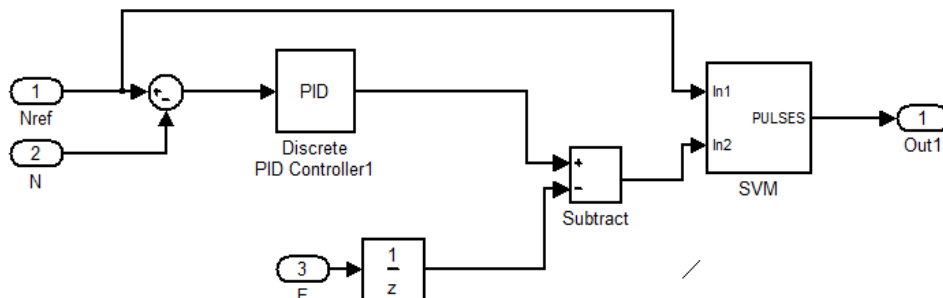 1
Nref
2
N
+
-
PID
Discrete
PID Controller1
+
-
Subtract
3
1
z
In1
In2
PULSES
SVM
1
Out1